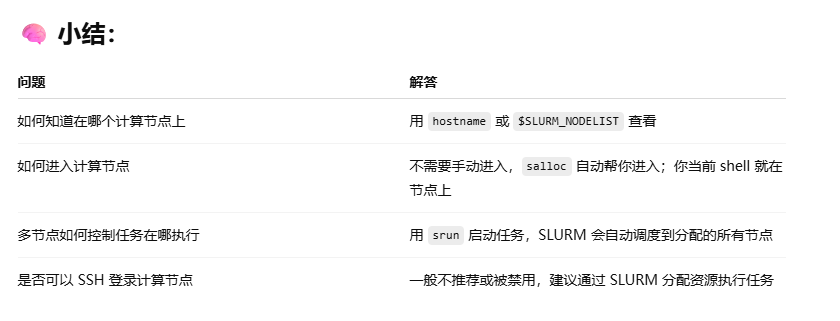 小结：
问题 解答
如何知道在哪个计算节点上 用 hostname 或 $SLURM_NODELIST 查看
如何进入计算节点 不需要手动进入，salloc 自动帮你进入；你当前 shell 就在
节点上
多节点如何控制任务在哪执行 用 srun 启动任务，SLURM 会自动调度到分配的所有节点
是否可以 SSH 登录计算节点 一般不推荐或被禁用，建议通过 SLURM 分配资源执行任务